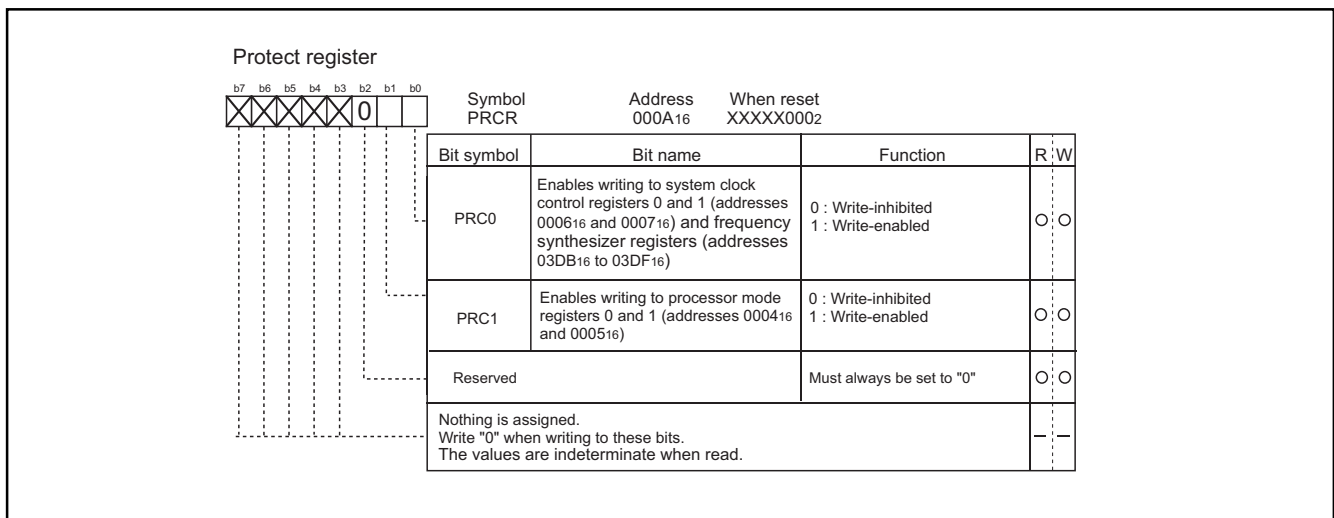 Protect register
b7 b6 b5 b4 b3 b2 b1 b0
0
Symbol Address When reset
PRCR 000A16 XXXXX0002
Bit symbol Bit name Function R W
PRC0
Enables writing to system clock
control registers 0 and 1 (addresses
000616 and 000716) and frequency
synthesizer registers (addresses
03DB16 to 03DF16)
0 : Write-inhibited
1 : Write-enabled
PRC1
Enables writing to processor mode
registers 0 and 1 (addresses 000416
and 000516)
0 : Write-inhibited
1 : Write-enabled
Reserved Must always be set to "0"
Nothing is assigned.
Write "0" when writing to these bits.
The values are indeterminate when read.